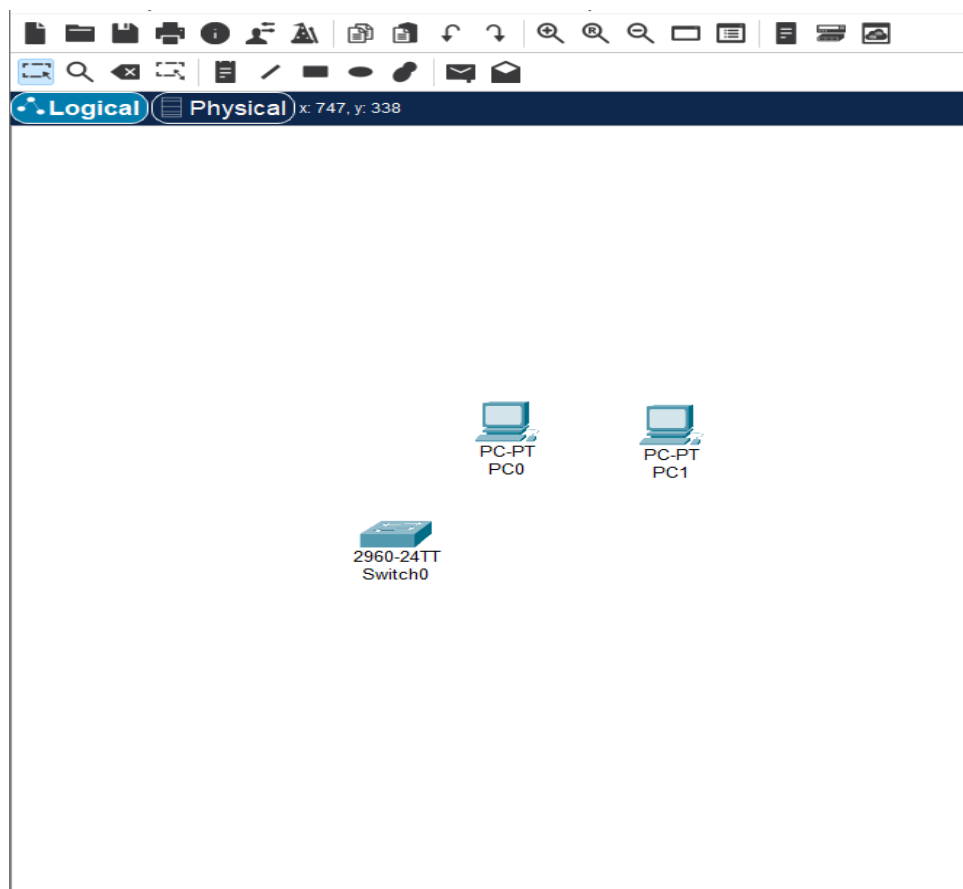 Logical Physical x: 747, y: 338
PC-PT
PC0
PC-PT
PC1
2960-24TT
Switch0